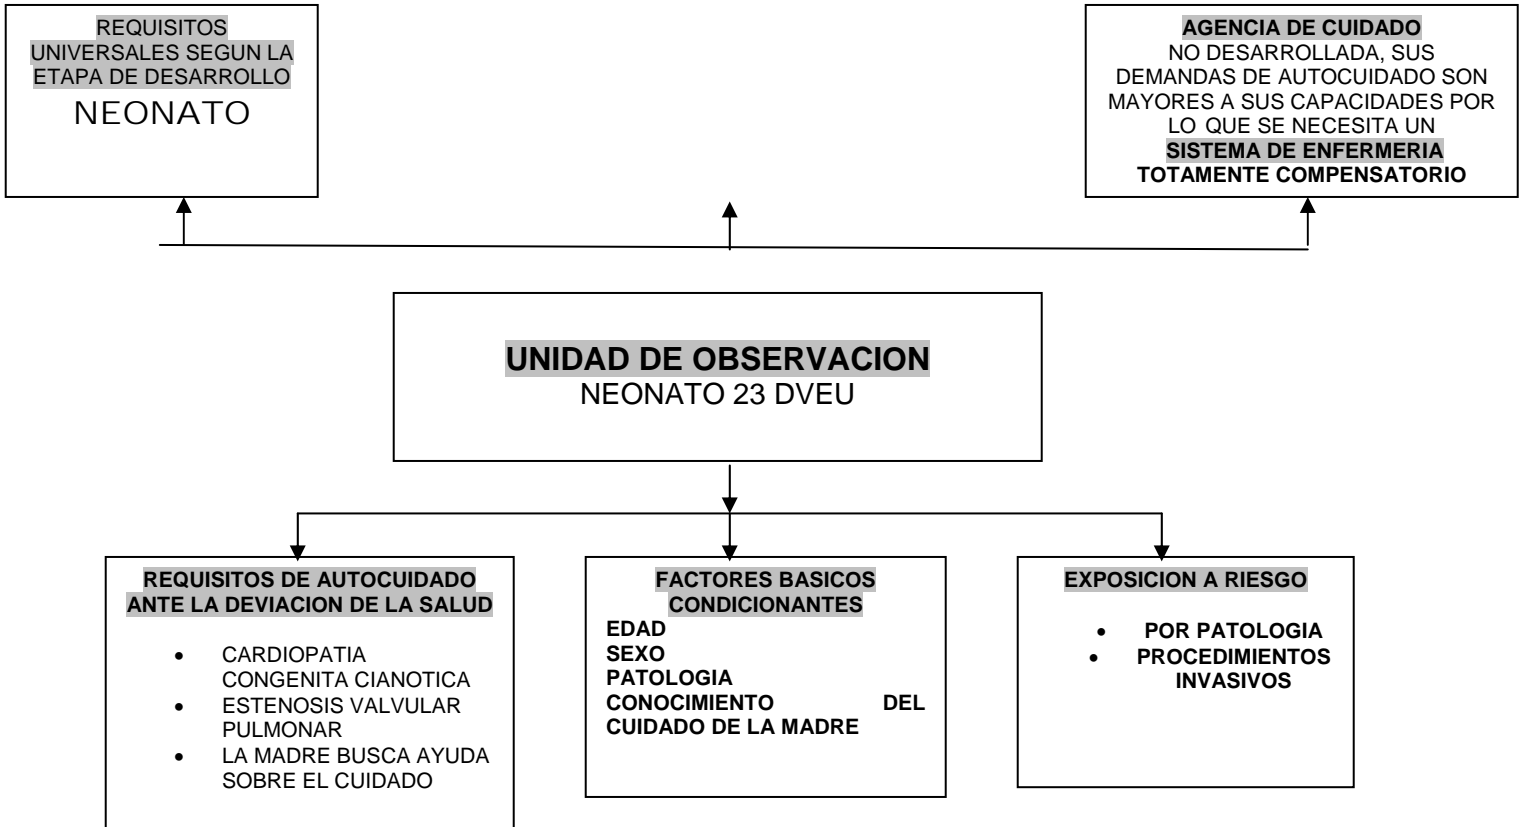 REQUISITOS
UNIVERSALES SEGUN LA
ETAPA DE DESARROLLO
NEONATO
AGENCIA DE CUIDADO
NO DESARROLLADA, SUS
DEMANDAS DE AUTOCUIDADO SON
MAYORES A SUS CAPACIDADES POR
LO QUE SE NECESITA UN
SISTEMA DE ENFERMERIA
TOTAMENTE COMPENSATORIO
UNIDAD DE OBSERVACION
NEONATO 23 DVEU
REQUISITOS DE AUTOCUIDADO
ANTE LA DEVIACION DE LA SALUD
• CARDIOPATIA
CONGENITA CIANOTICA
• ESTENOSIS VALVULAR
PULMONAR
• LA MADRE BUSCA AYUDA
SOBRE EL CUIDADO
FACTORES BASICOS
CONDICIONANTES
EDAD
SEXO
PATOLOGIA
CONOCIMIENTO DEL
CUIDADO DE LA MADRE
EXPOSICION A RIESGO
• POR PATOLOGIA
• PROCEDIMIENTOS
INVASIVOS